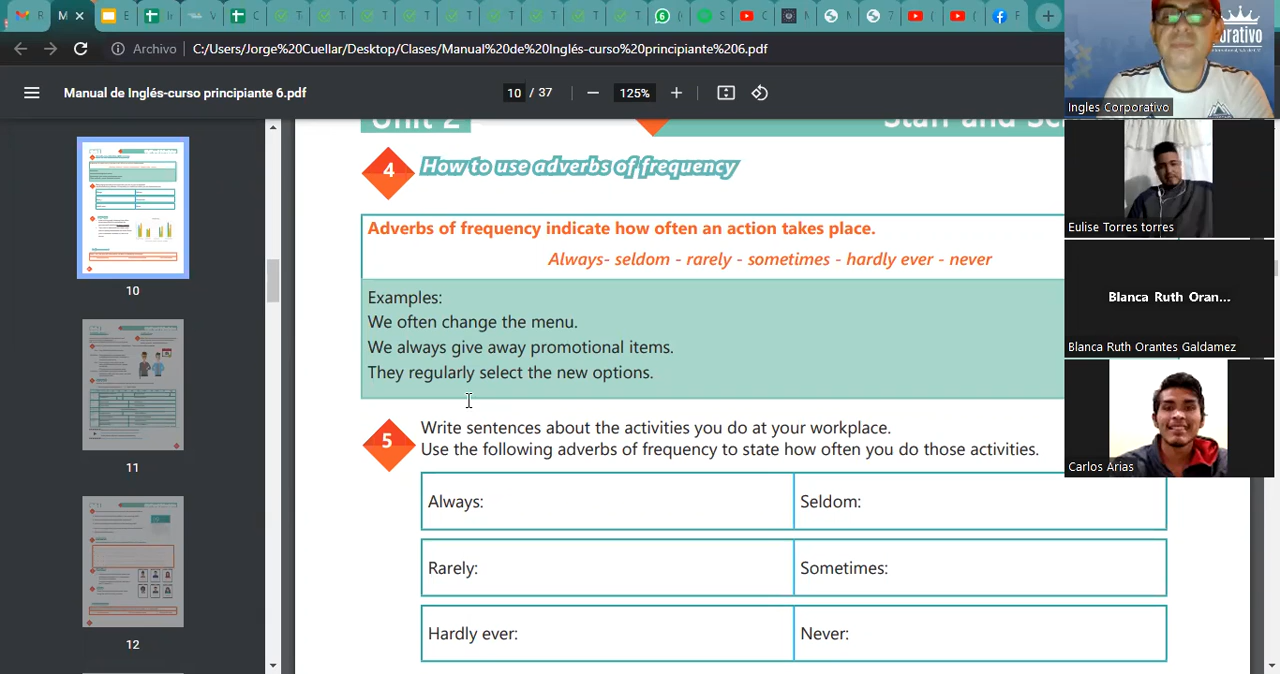 Archivo
C:/Users/Jorge%20Cuellar/Desktop/Clases/Manual%20de%20Inglés-curso%20principiante%206.pdf
Manual de Inglés-curso principiante 6.pdf
10 / 37
125%
10
11
12
Unit 2
4
How to use adverbs of frequency
Adverbs of frequency indicate how often an action takes place.
Always- seldom - rarely - sometimes - hardly ever - never
Examples:
We often change the menu.
We always give away promotional items.
They regularly select the new options.
5
Write sentences about the activities you do at your workplace.
Use the following adverbs of frequency to state how often you do those activities.
Always:
Seldom:
Rarely:
Sometimes:
Hardly ever:
Never:
Ingles Corporativo
Eulise Torres torres
Blanca Ruth Oran...
Blanca Ruth Orantes Galdamez
Carlos Arias